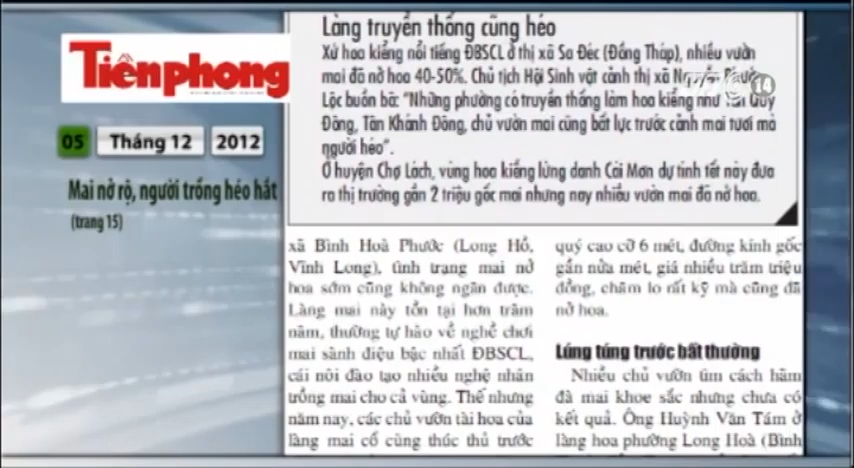 Tiền phong
05 Tháng 12 2012
Mai nở rộ, người trồng héo hắt
(trang 15)
Làng truyền thống cũng héo
Xứ hoa kiểng nổi tiếng ĐBSCL ở thị xã Sa Đéc (Đồng Tháp), nhiều vườn
mai đã nở hoa 40-50%. Chủ tịch Hội Sinh vật cảnh thị xã
14
Lộc buồn bã: "Những phường có truyền thống làm hoa kiểng như Tân Quy
Đông, Tân Khánh Đông, chủ vườn mai cũng bất lực trước cảnh mai tươi mà
người héo".
Ở huyện Chợ Lách, vùng hoa kiểng lừng danh Cái Mơn dự tính tết này đưa
ra thị trường gần 2 triệu gốc mai nhưng nay nhiều vườn mai đã nở hoa.
xã Bình Hoà Phước (Long Hồ,
Vĩnh Long), tình trạng mai nở
hoa sớm cũng không ngăn được.
Làng mai này tồn tại hơn trăm
năm, thường tự hào về nghề chơi
mai sành điệu bậc nhất ĐBSCL,
cái nôi đào tạo nhiều nghệ nhân
trồng mai cho cả vùng. Thế nhưng
năm nay, các chủ vườn tài hoa của
làng mai cổ cũng thúc thủ trước
quý cao cỡ 6 mét, đường kính gốc
gần nửa mét, giá nhiều trăm triệu
đồng, chăm lo rất kỹ mà cũng đã
nở hoa.
Lúng túng trước bất thường
Nhiều chủ vườn tìm cách hãm
đà mai khoe sắc nhưng chưa có
kết quả. Ông Huỳnh Văn Tám ở
làng hoa phường Long Hoà (Bình